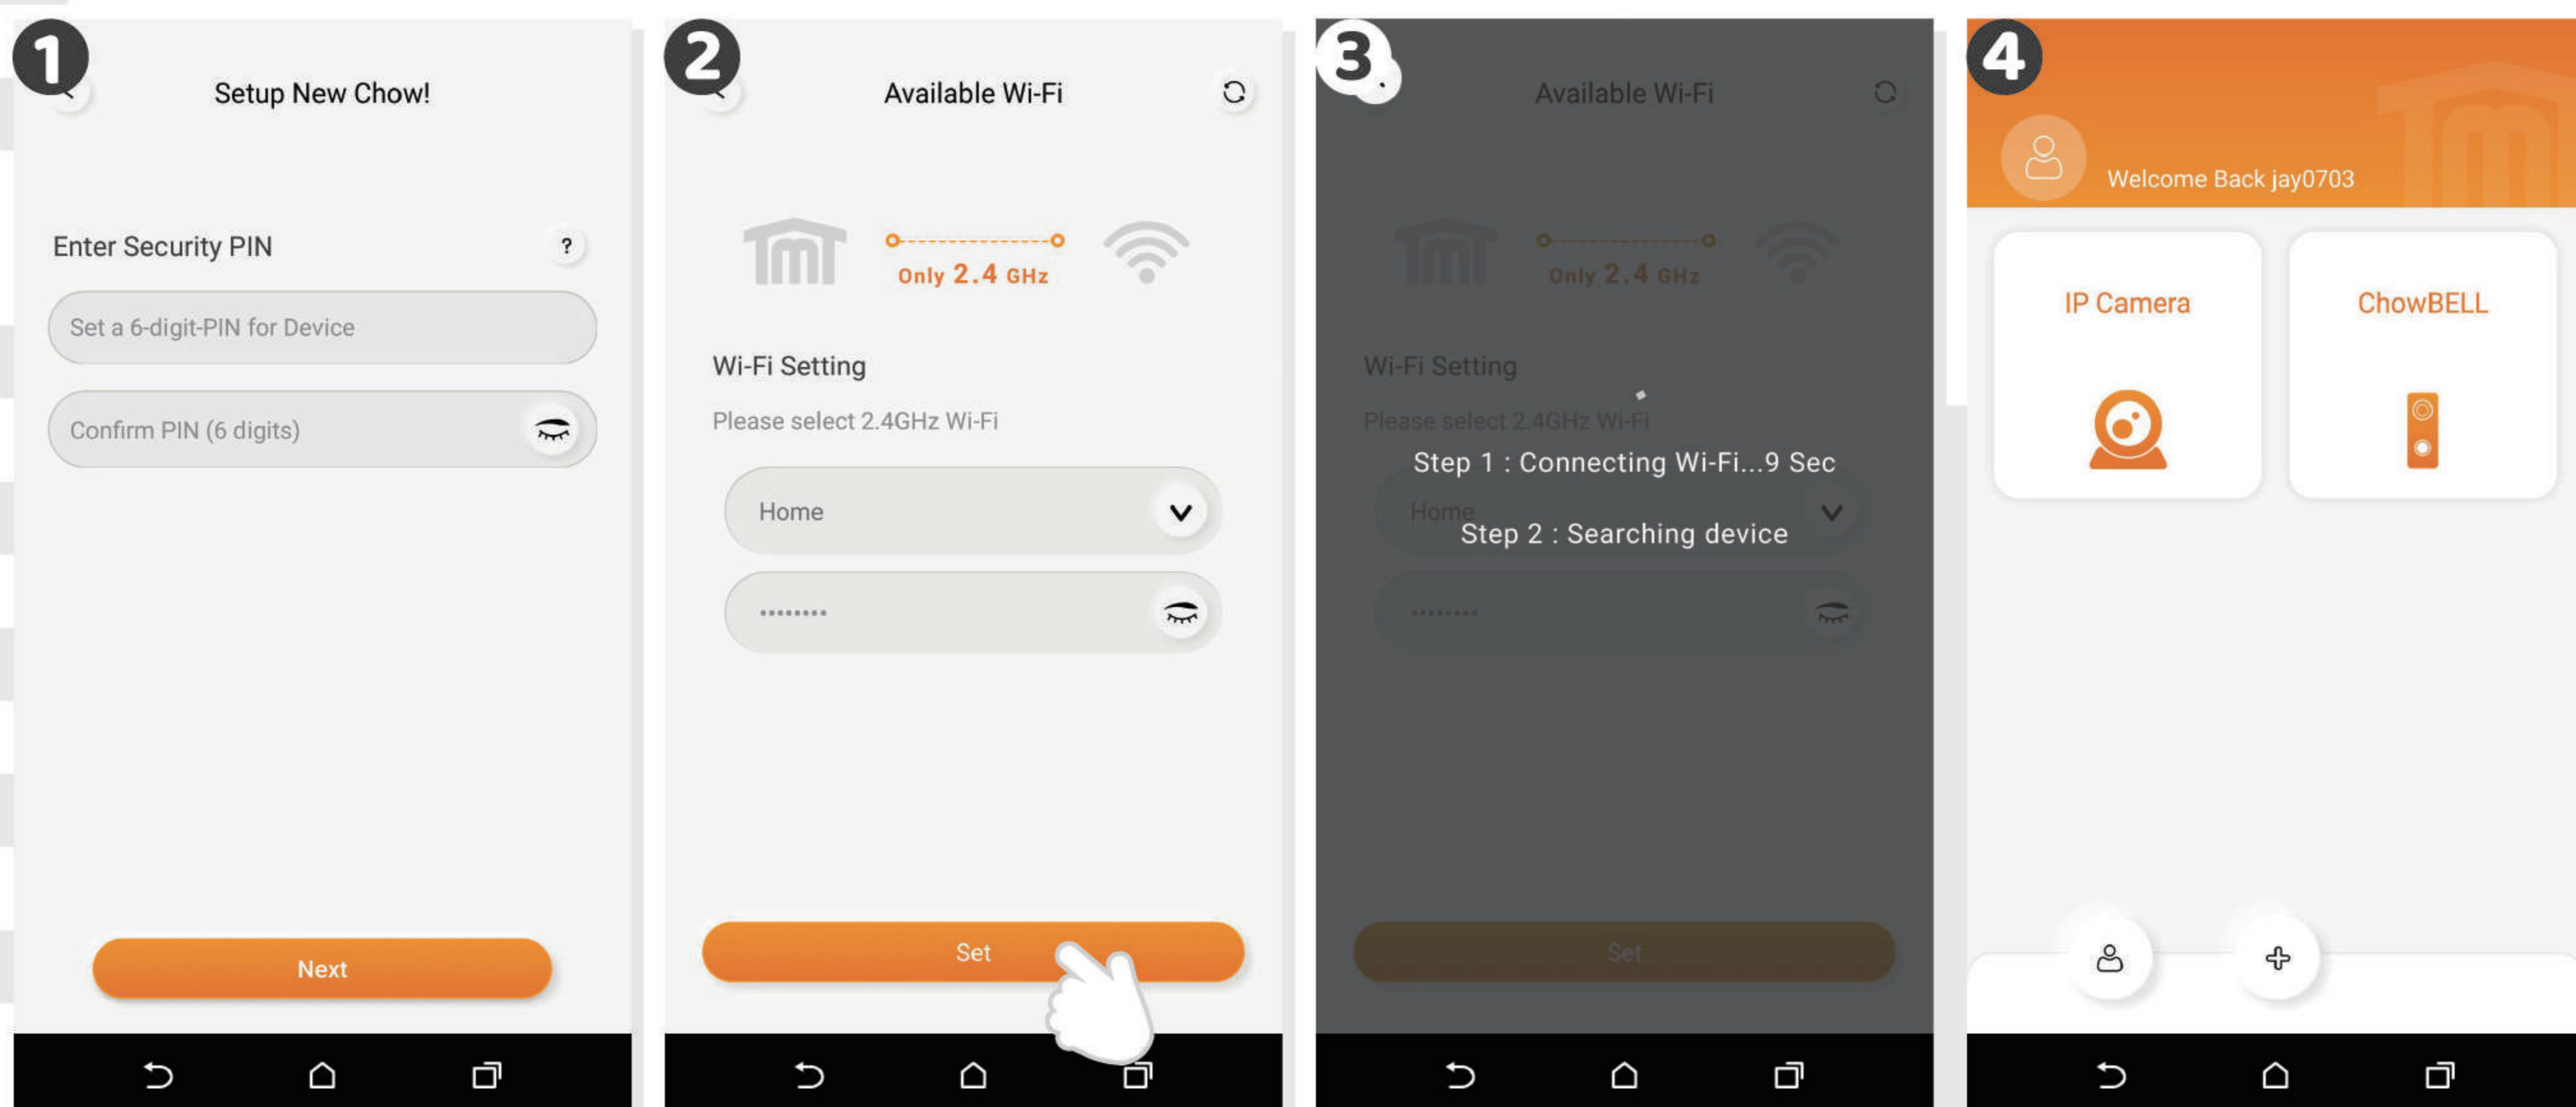 1
Setup New Chow!
Enter Security PIN
?
Set a 6-digit-PIN for Device
Confirm PIN (6 digits)
Next
2
Available Wi-Fi
Only 2.4 GHz
Wi-Fi Setting
Please select 2.4GHz Wi-Fi
Home
••••••••
Set
3
Available Wi-Fi
Only 2.4 GHz
Wi-Fi Setting
Please select 2.4GHz Wi-Fi
Step 1 : Connecting Wi-Fi...9 Sec
Home
Step 2 : Searching device
••••••••
Set
4
Welcome Back jay0703
IP Camera
ChowBELL